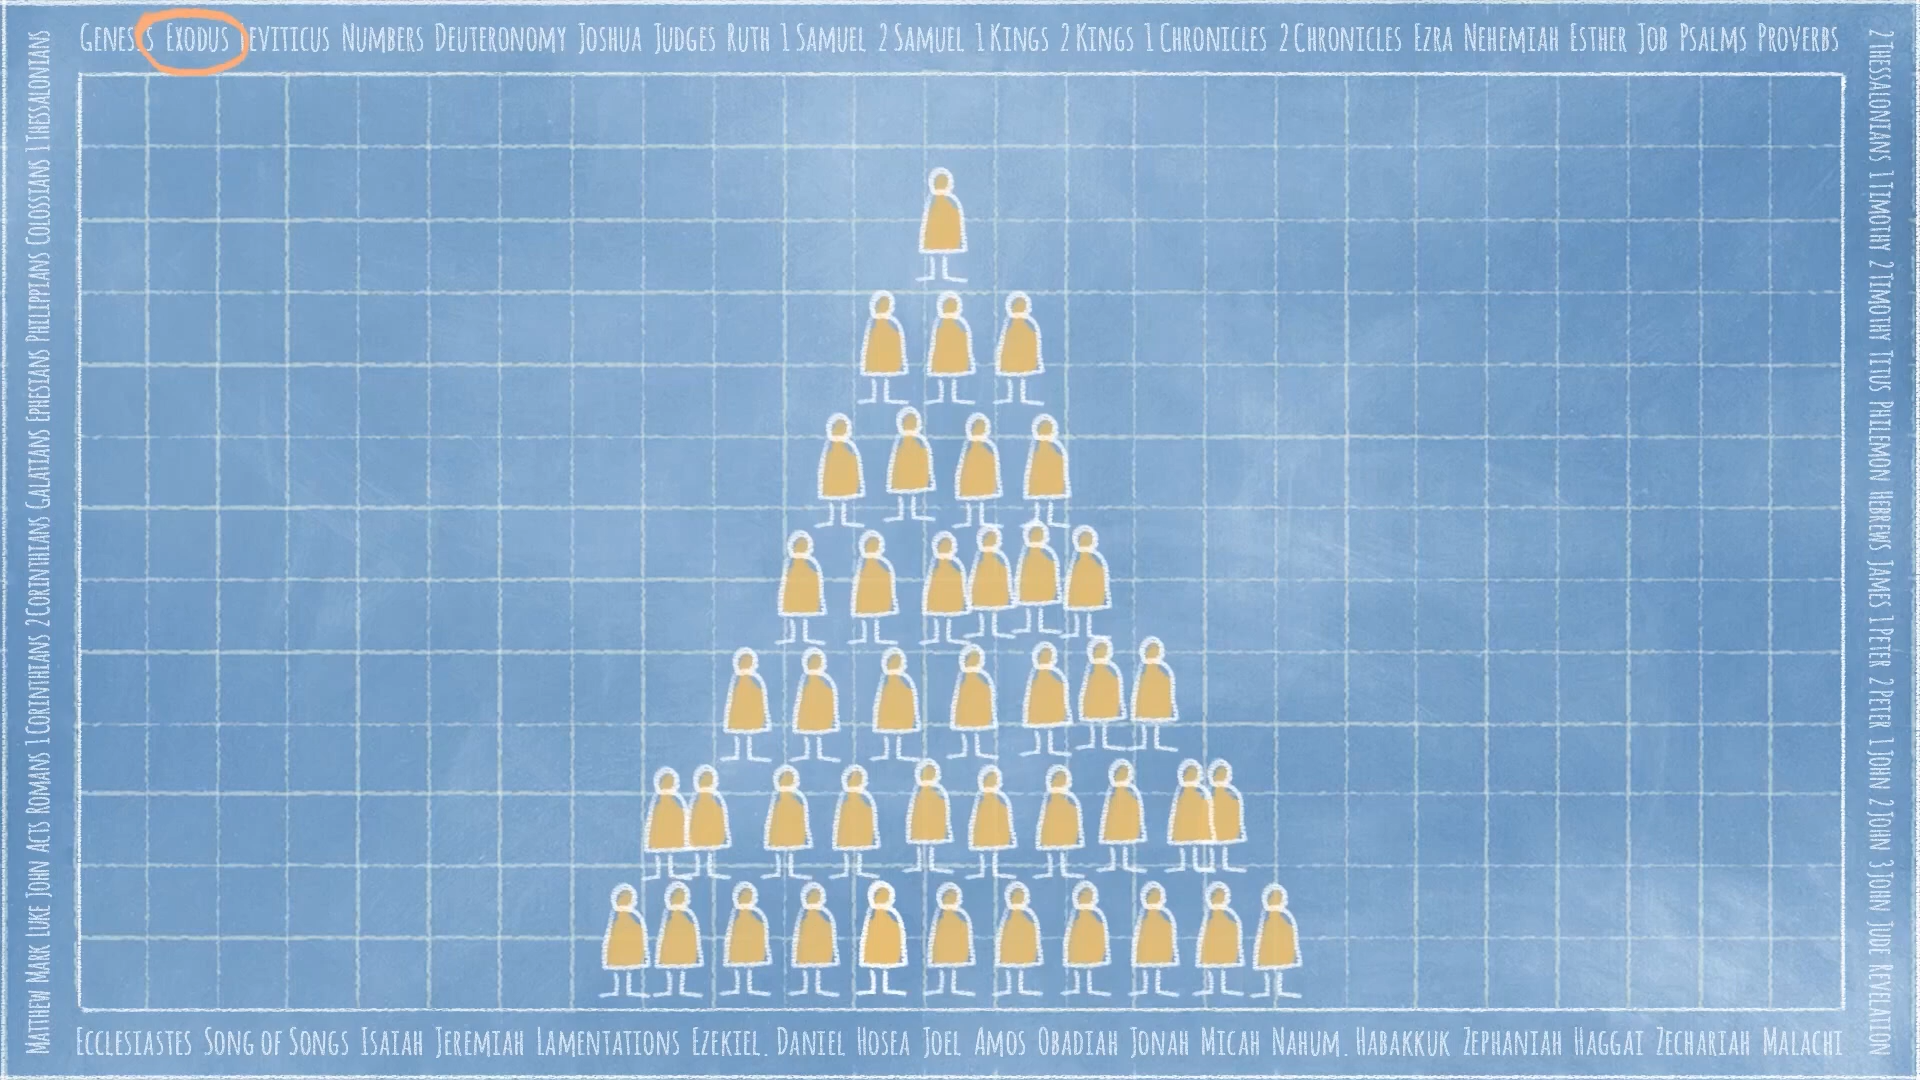 Genesis Exodus Leviticus Numbers Deuteronomy Joshua Judges Ruth 1 Samuel 2 Samuel 1 Kings 2 Kings 1 Chronicles 2 Chronicles Ezra Nehemiah Esther Job Psalms Proverbs
Matthew Mark Luke John Acts Romans 1 Corinthians 2 Corinthians Galatians Ephesians Philippians Colossians 1 Thessalonians
2 Thessalonians 1 Timothy 2 Timothy Titus Philemon Hebrews James 1 Peter 2 Peter 1 John 2 John 3 John Jude Revelation
Ecclesiastes Song of Songs Isaiah Jeremiah Lamentations Ezekiel. Daniel Hosea Joel Amos Obadiah Jonah Micah Nahum. Habakkuk Zephaniah Haggai Zechariah Malachi